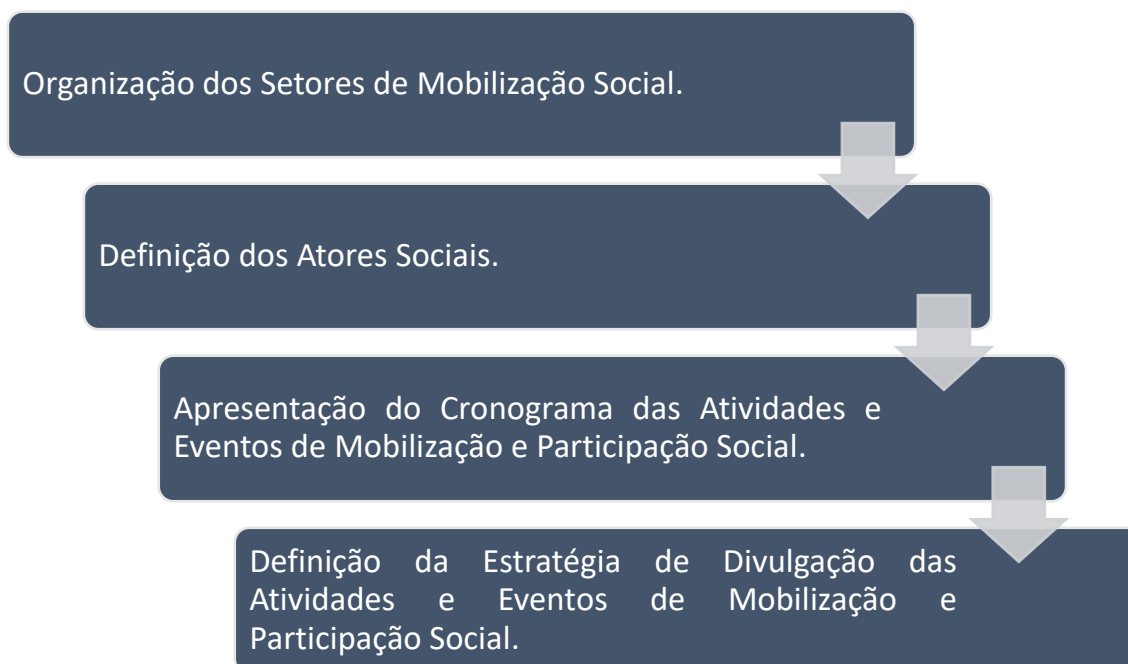 Organização dos Setores de Mobilização Social.
Definição dos Atores Sociais.
Apresentação do Cronograma das Atividades e
Eventos de Mobilização e Participação Social.
Definição da Estratégia de Divulgação das
Atividades e Eventos de Mobilização e
Participação Social.